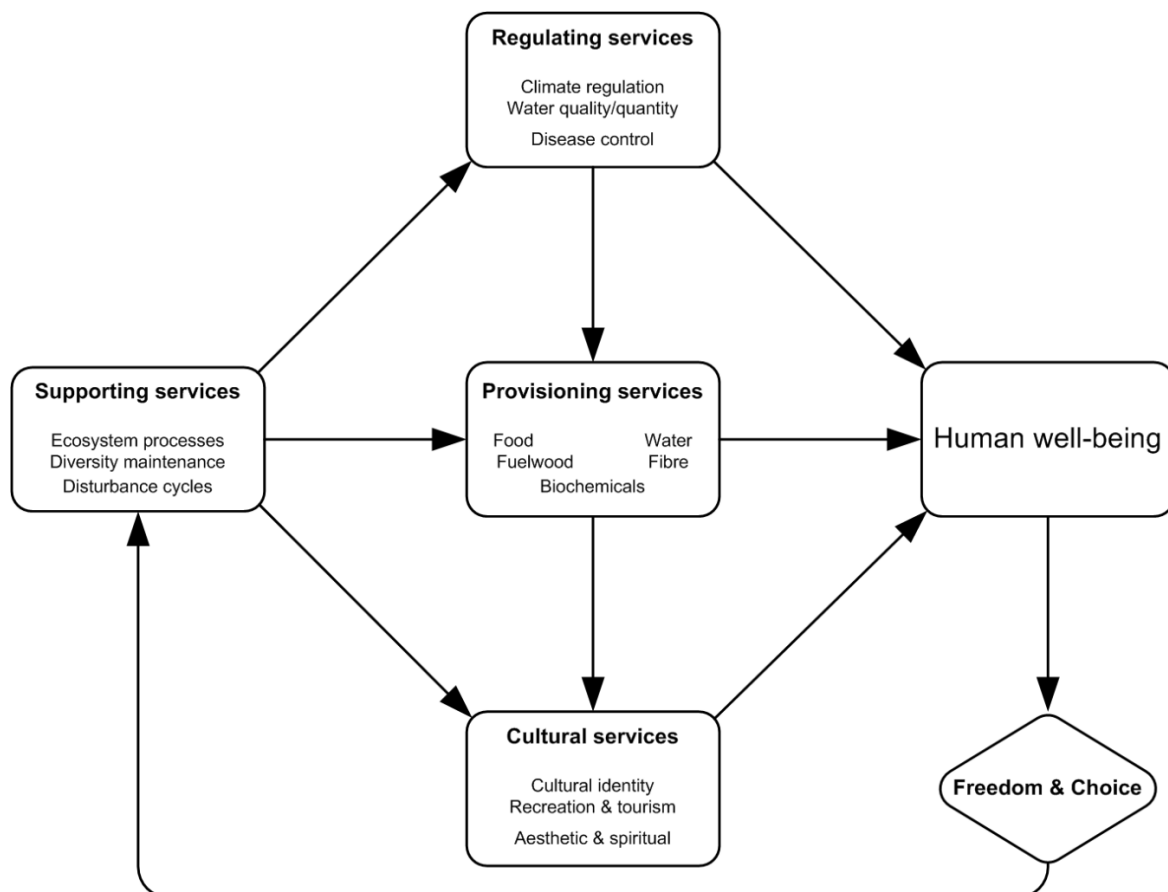 Regulating services
Climate regulation
Water quality/quantity
Disease control
Supporting services
Ecosystem processes
Diversity maintenance
Disturbance cycles
Provisioning services
Food Water
Fuelwood Fibre
Biochemicals
Human well-being
Cultural services
Cultural identity
Recreation & tourism
Aesthetic & spiritual
Freedom & Choice